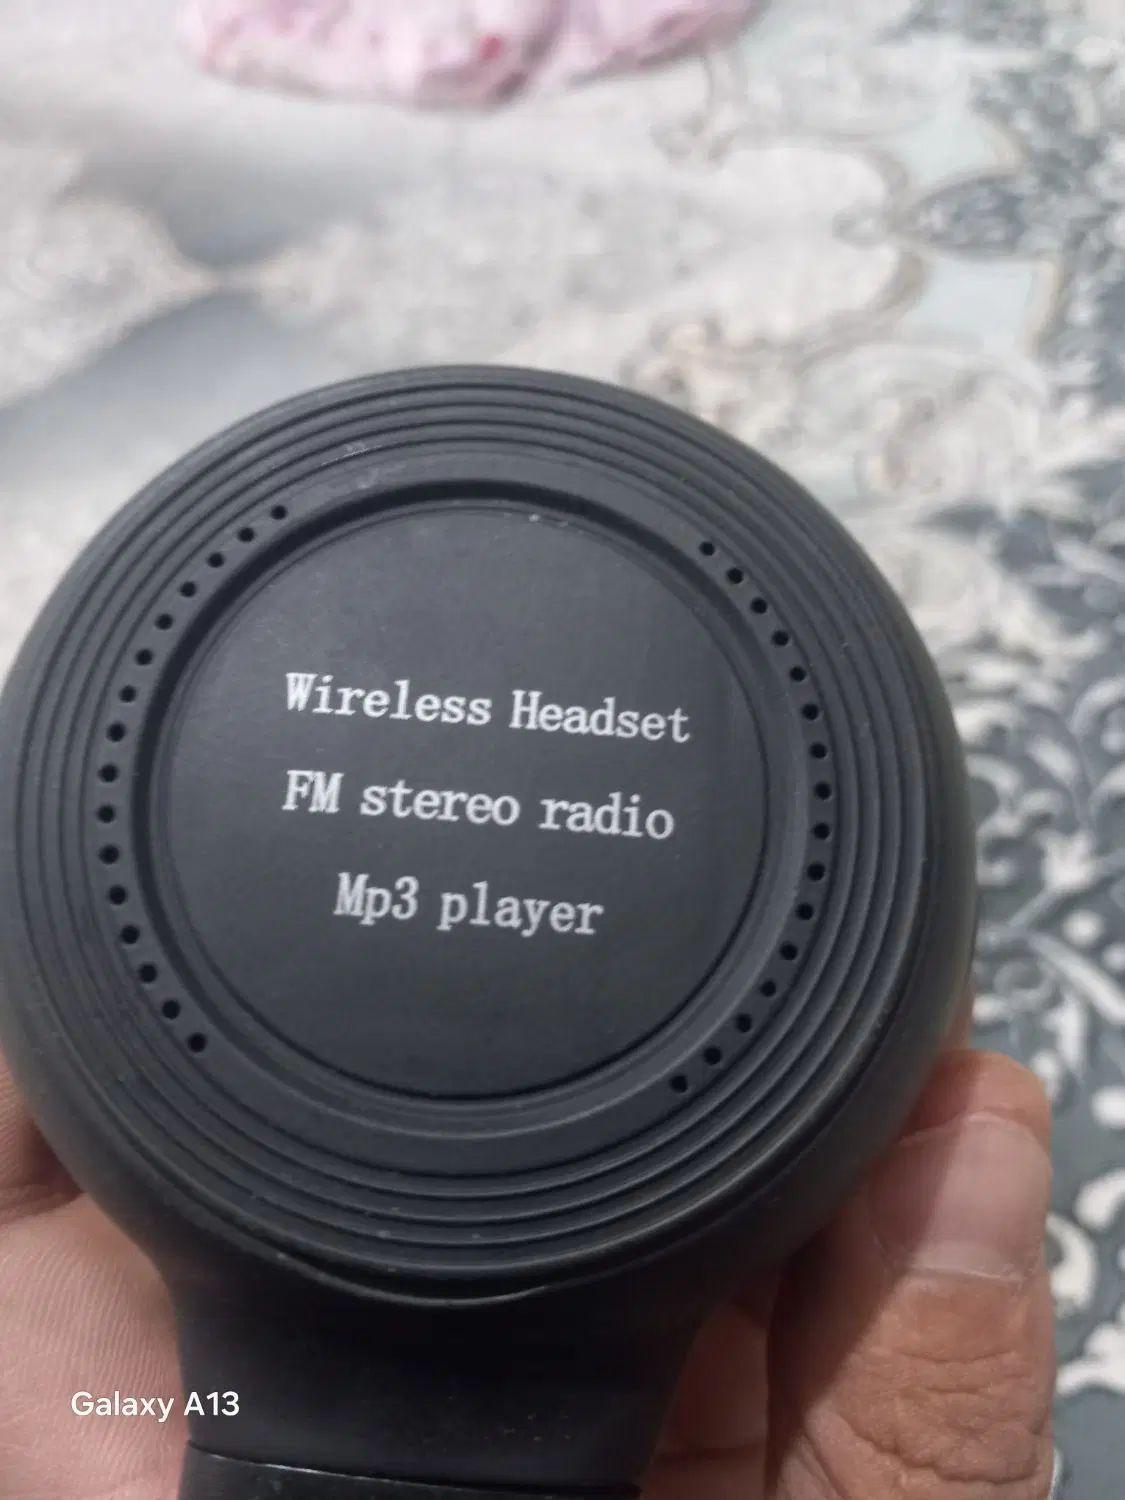 Wireless Headset
FM stereo radio
Mp3 player
Galaxy A13